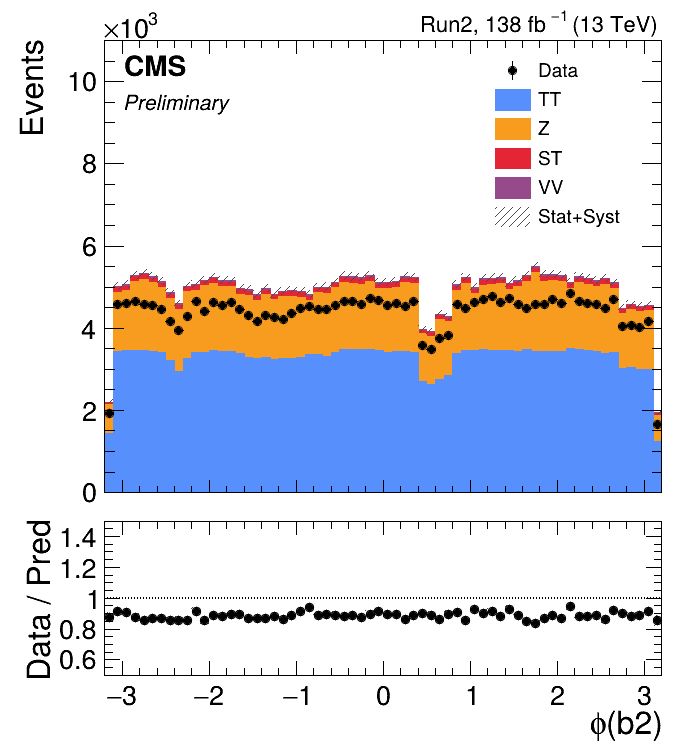 ×10³
Run2, 138 fb⁻¹ (13 TeV)
Events
CMS
Preliminary
Data
TT
Z
ST
VV
Stat+Syst
10
8
6
4
2
0
Data / Pred
1.4
1.2
1
0.8
0.6
−3 −2 −1 0 1 2 3
ϕ(b2)